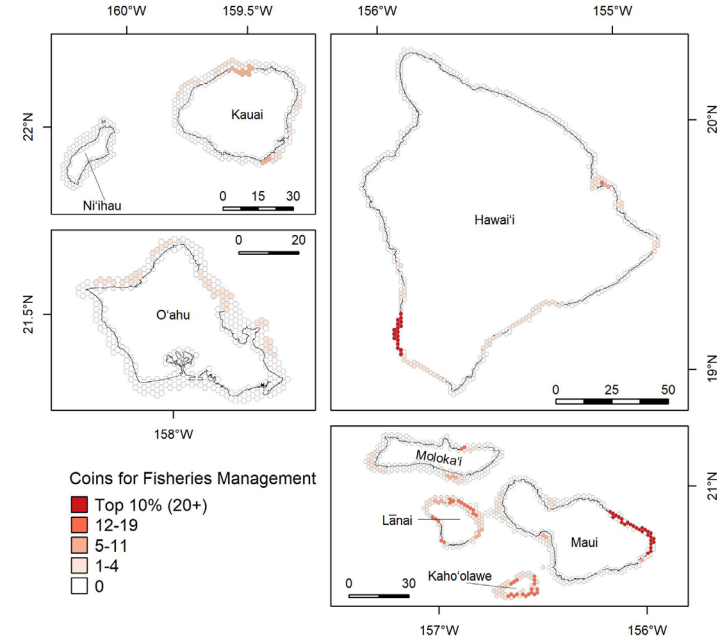 160°W 159.5°W
156°W 155°W
22°N
Kauai
Ni‘ihau
0 15 30
20°N
Hawai‘i
0 20
O‘ahu
21.5°N
158°W
19°N
0 25 50
Coins for Fisheries Management
Top 10% (20+)
12-19
5-11
1-4
0
Moloka‘i
21°N
Lānai
Maui
Kaho‘olawe
0 30
157°W 156°W